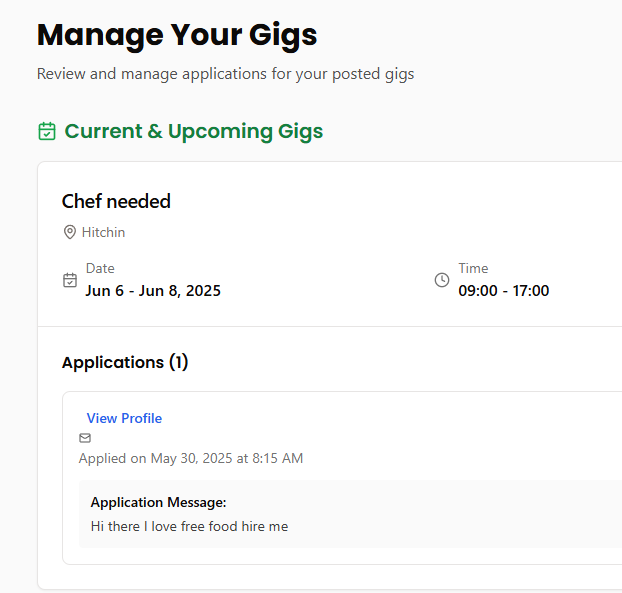 Manage Your Gigs
Review and manage applications for your posted gigs
Current & Upcoming Gigs
Chef needed
Hitchin
Date
Jun 6 - Jun 8, 2025
Time
09:00 - 17:00
Applications (1)
View Profile
Applied on May 30, 2025 at 8:15 AM
Application Message:
Hi there I love free food hire me